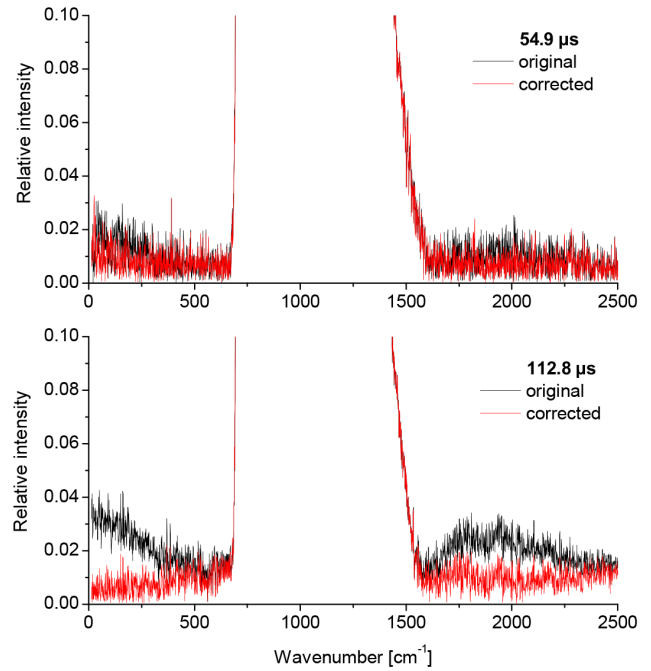 0.10
0.08
0.06
0.04
0.02
0.00
Relative intensity
54.9 µs
original
corrected
0
500
1000
1500
2000
2500
0.10
0.08
0.06
0.04
0.02
0.00
Relative intensity
112.8 µs
original
corrected
0
500
1000
1500
2000
2500
Wavenumber [cm⁻¹]